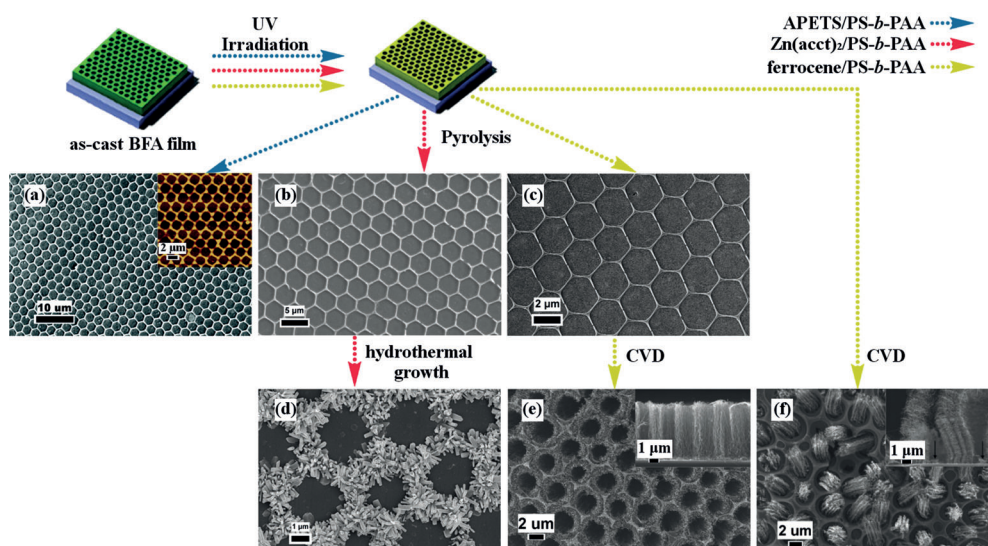 UV
Irradiation
APETS/PS-b-PAA
Zn(acct)₂/PS-b-PAA
ferrocene/PS-b-PAA
as-cast BFA film
Pyrolysis
(a)
2 μm
10 um
(b)
5 μm
(c)
2 μm
hydrothermal
growth
CVD
CVD
(d)
1 μm
(e)
1 μm
2 um
(f)
1 μm
2 um